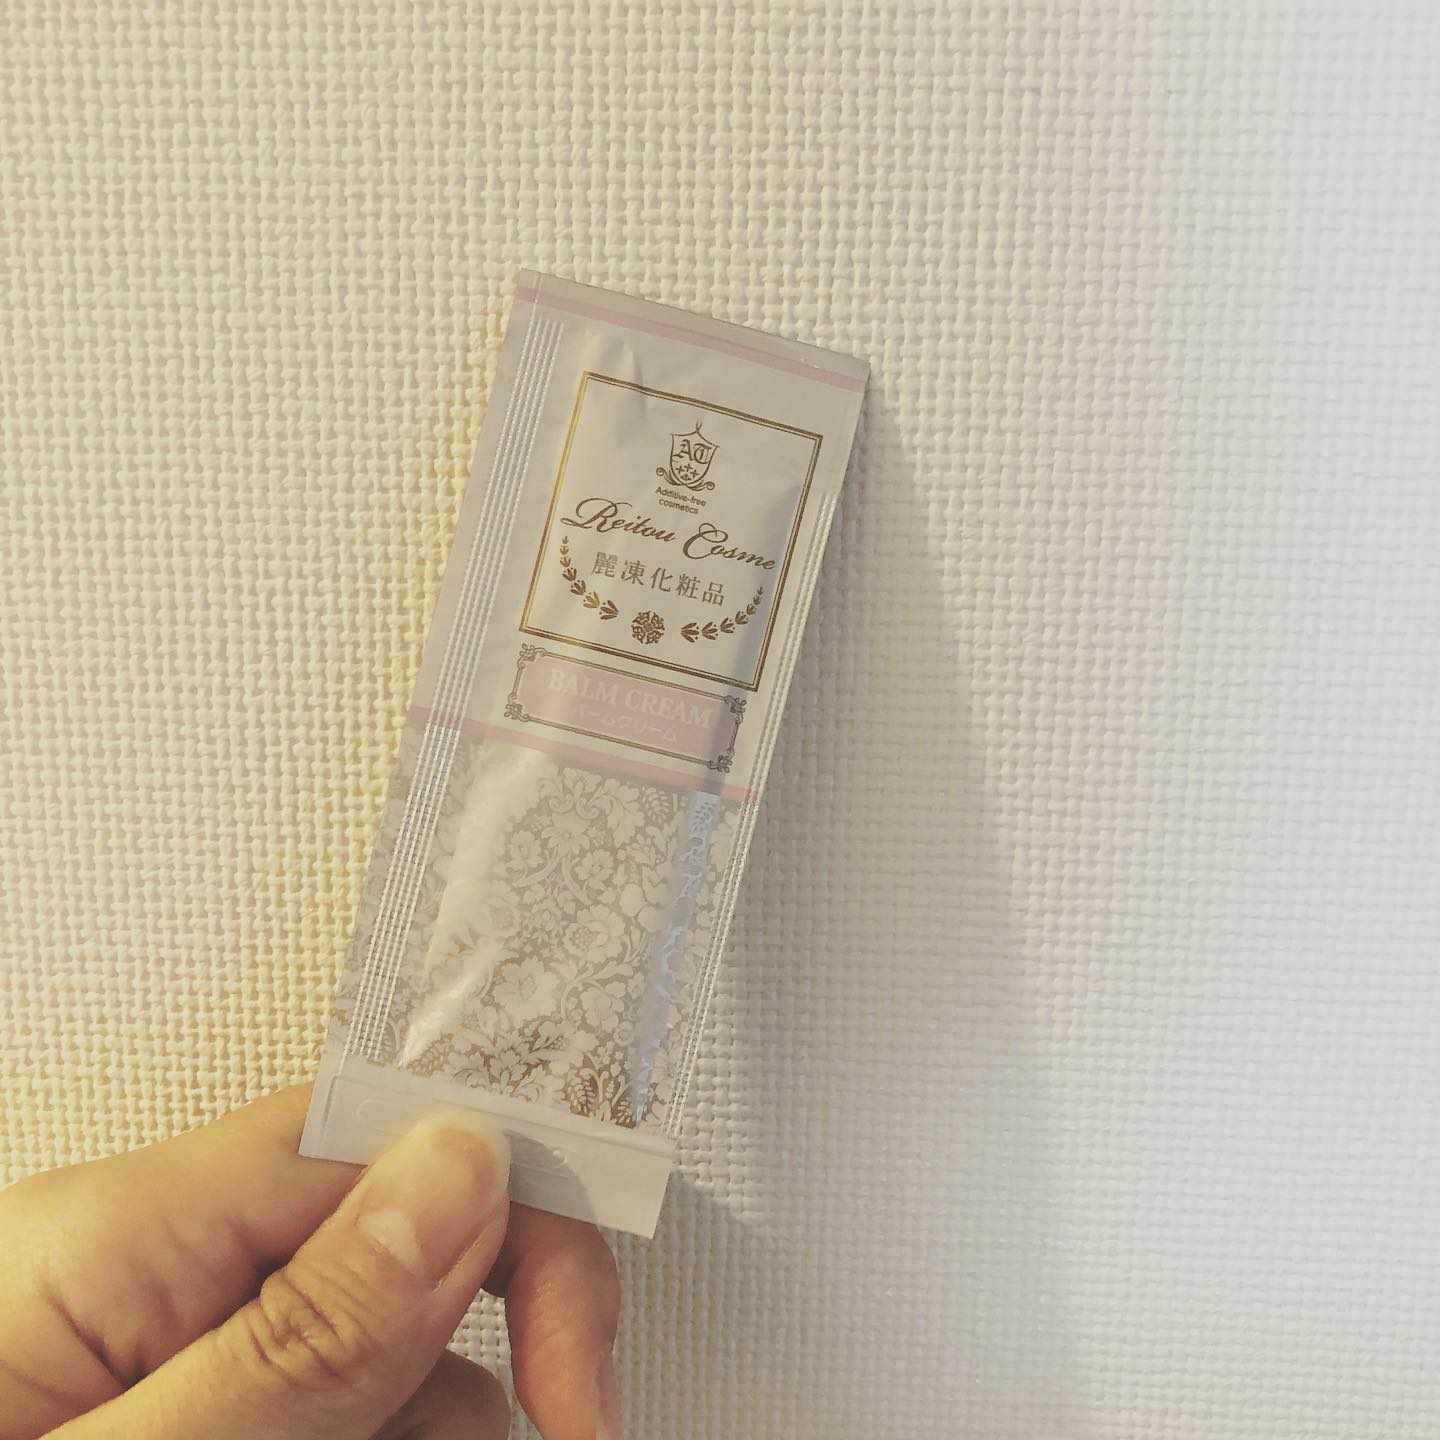 AT
Additive-free
cosmetics
Reitou Cosme
麗凍化粧品
BALM CREAM
バームクリーム